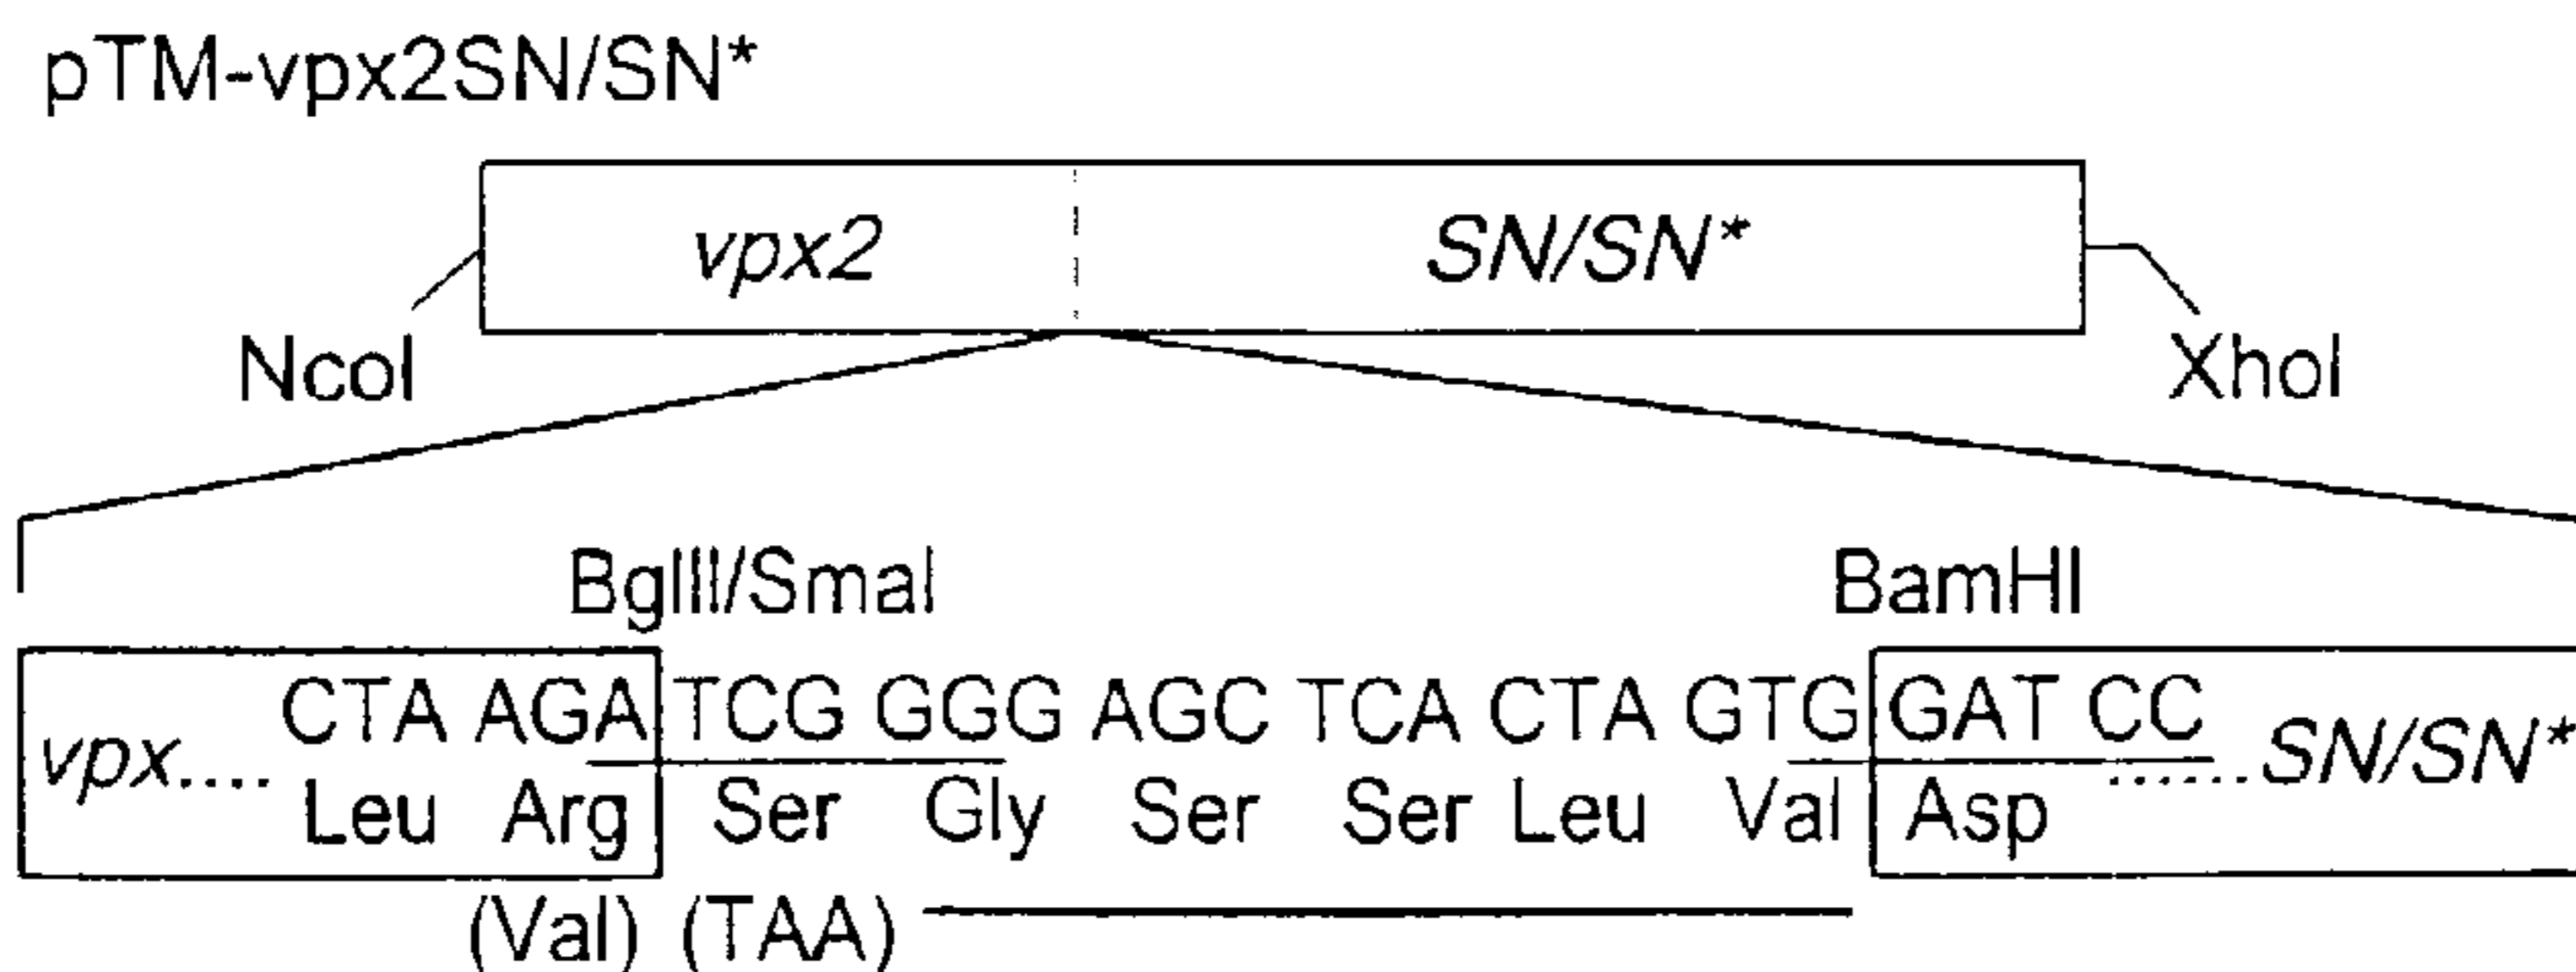 pTM-vpx2SN/SN*
vpx2 SN/SN*
NcoI XhoI
BglII/SmaI BamHI
CTA AGA TCG GGG AGC TCA CTA GTG GAT CC
vpx.... ......SN/SN*
Leu Arg Ser Gly Ser Ser Leu Val Asp
(Val) (TAA)